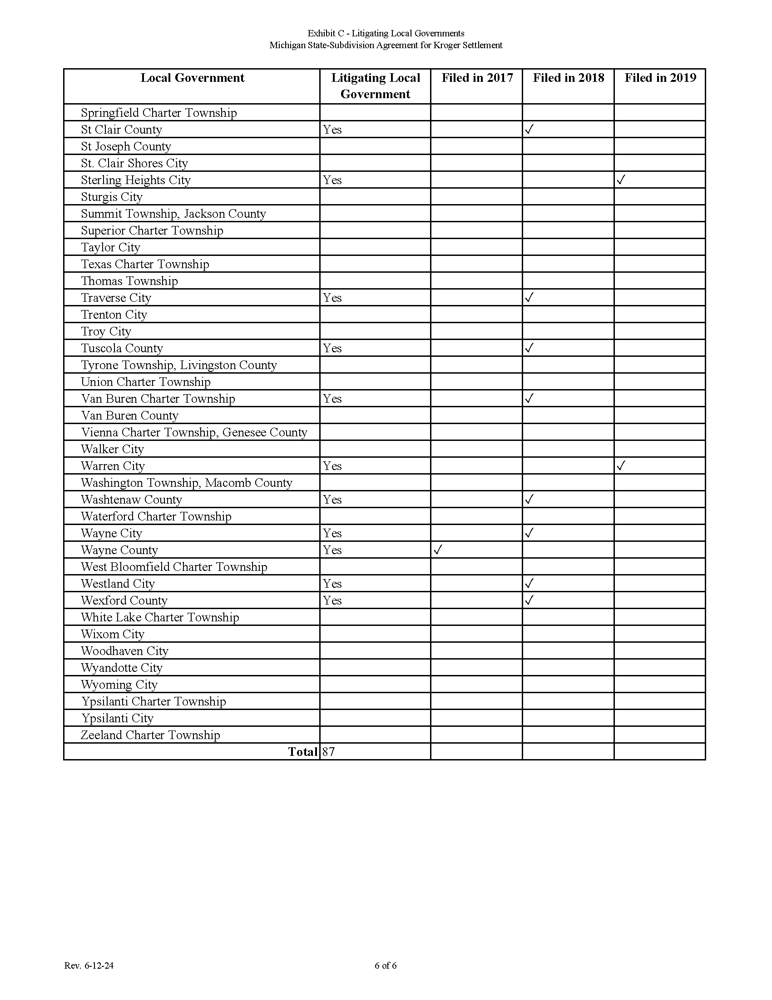 Exhibit C - Litigating Local Governments
Michigan State-Subdivision Agreement for Kroger Settlement
Local Government Litigating Local Government Filed in 2017 Filed in 2018 Filed in 2019
Springfield Charter Township
St Clair County Yes ✓
St Joseph County
St. Clair Shores City
Sterling Heights City Yes ✓
Sturgis City
Summit Township, Jackson County
Superior Charter Township
Taylor City
Texas Charter Township
Thomas Township
Traverse City Yes ✓
Trenton City
Troy City
Tuscola County Yes ✓
Tyrone Township, Livingston County
Union Charter Township
Van Buren Charter Township Yes ✓
Van Buren County
Vienna Charter Township, Genesee County
Walker City
Warren City Yes ✓
Washington Township, Macomb County
Washtenaw County Yes ✓
Waterford Charter Township
Wayne City Yes ✓
Wayne County Yes ✓
West Bloomfield Charter Township
Westland City Yes ✓
Wexford County Yes ✓
White Lake Charter Township
Wixom City
Woodhaven City
Wyandotte City
Wyoming City
Ypsilanti Charter Township
Ypsilanti City
Zeeland Charter Township
Total 87
Rev. 6-12-24 6 of 6